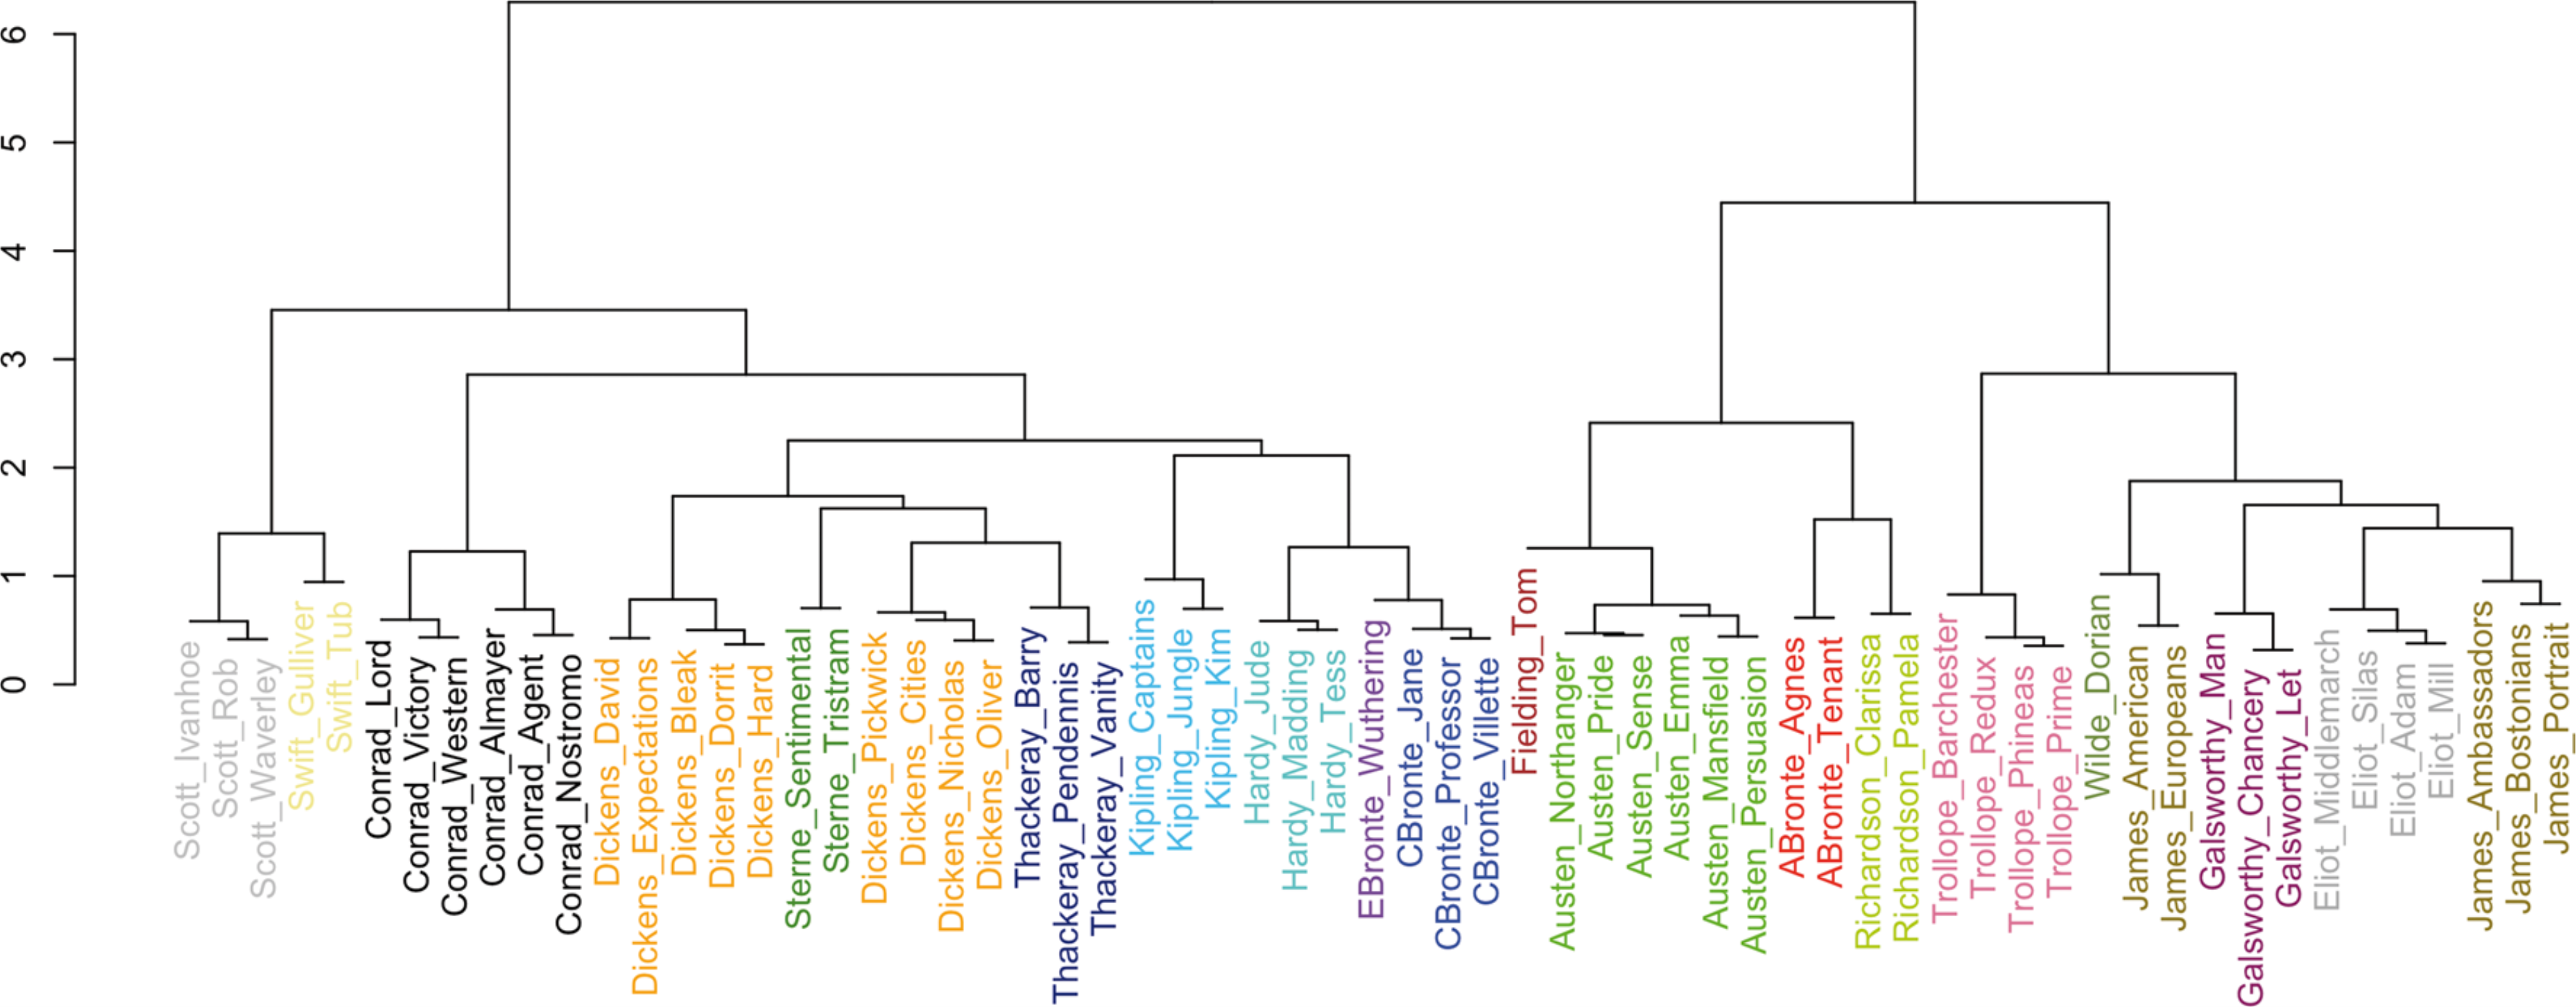 6
5
4
3
2
1
0
Scott_Ivanhoe
Scott_Rob
Scott_Waverley
Swift_Gulliver
Swift_Tub
Conrad_Lord
Conrad_Victory
Conrad_Western
Conrad_Almayer
Conrad_Agent
Conrad_Nostromo
Dickens_David
Dickens_Expectations
Dickens_Bleak
Dickens_Dorrit
Dickens_Hard
Sterne_Sentimental
Sterne_Tristram
Dickens_Pickwick
Dickens_Cities
Dickens_Nicholas
Dickens_Oliver
Thackeray_Barry
Thackeray_Pendennis
Thackeray_Vanity
Kipling_Captains
Kipling_Jungle
Kipling_Kim
Hardy_Jude
Hardy_Madding
Hardy_Tess
EBronte_Wuthering
CBronte_Jane
CBronte_Professor
CBronte_Villette
Fielding_Tom
Austen_Northanger
Austen_Pride
Austen_Sense
Austen_Emma
Austen_Mansfield
Austen_Persuasion
ABronte_Agnes
ABronte_Tenant
Richardson_Clarissa
Richardson_Pamela
Trollope_Barchester
Trollope_Redux
Trollope_Phineas
Trollope_Prime
Wilde_Dorian
James_American
James_Europeans
Galsworthy_Man
Galsworthy_Chancery
Galsworthy_Let
Eliot_Middlemarch
Eliot_Silas
Eliot_Adam
Eliot_Mill
James_Ambassadors
James_Bostonians
James_Portrait